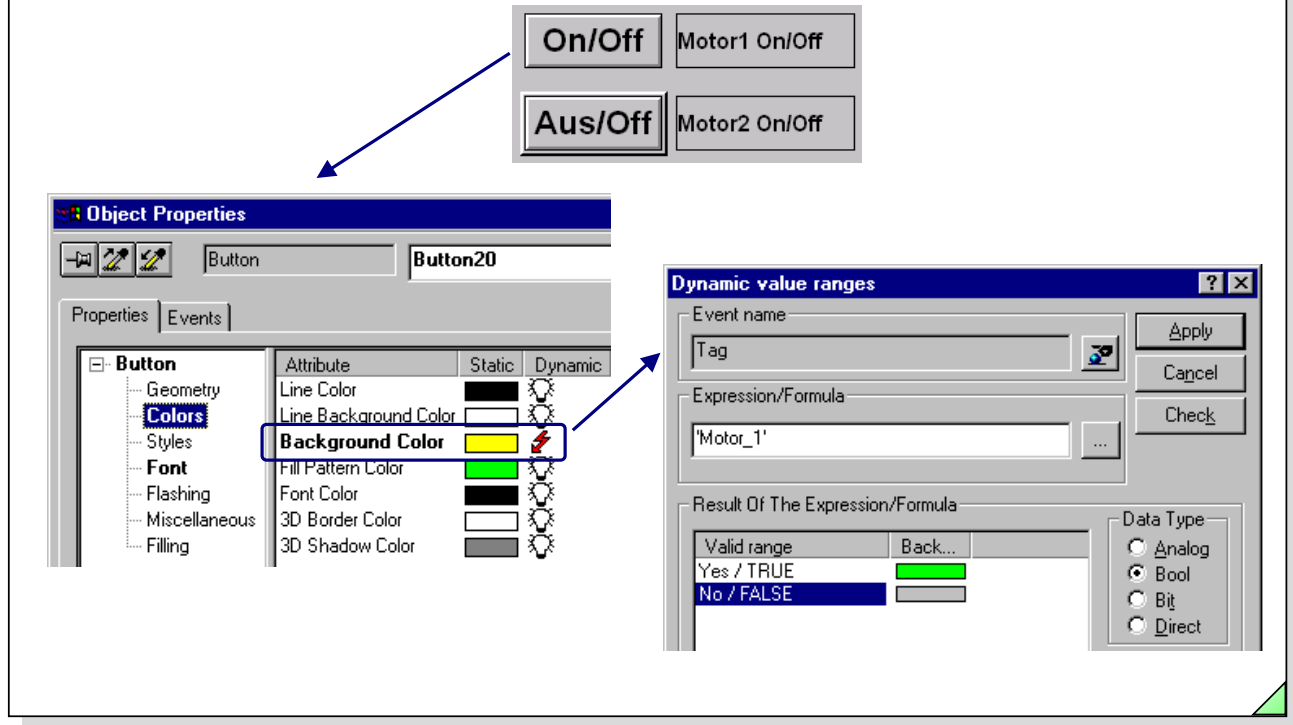 On/Off Motor1 On/Off
Aus/Off Motor2 On/Off
Object Properties
Button Button20
Properties Events
Button
Geometry
Colors
Styles
Font
Flashing
Miscellaneous
Filling
Attribute Static Dynamic
Line Color
Line Background Color
Background Color
Fill Pattern Color
Font Color
3D Border Color
3D Shadow Color
Dynamic value ranges
Event name
Tag
Apply
Cancel
Check
Expression/Formula
'Motor_1'
...
Result Of The Expression/Formula
Valid range Back...
Yes / TRUE
No / FALSE
Data Type
Analog
Bool
Bit
Direct